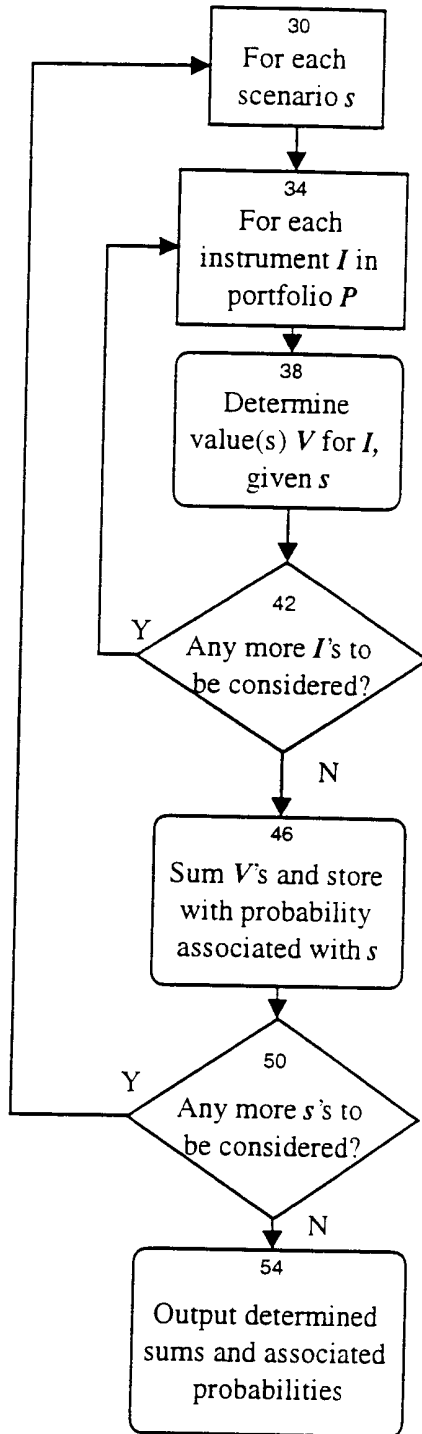 30
For each
scenario s
34
For each
instrument I in
portfolio P
38
Determine
value(s) V for I,
given s
42
Y
Any more I's to
be considered?
N
46
Sum V's and store
with probability
associated with s
50
Y
Any more s's to
be considered?
N
54
Output determined
sums and associated
probabilities